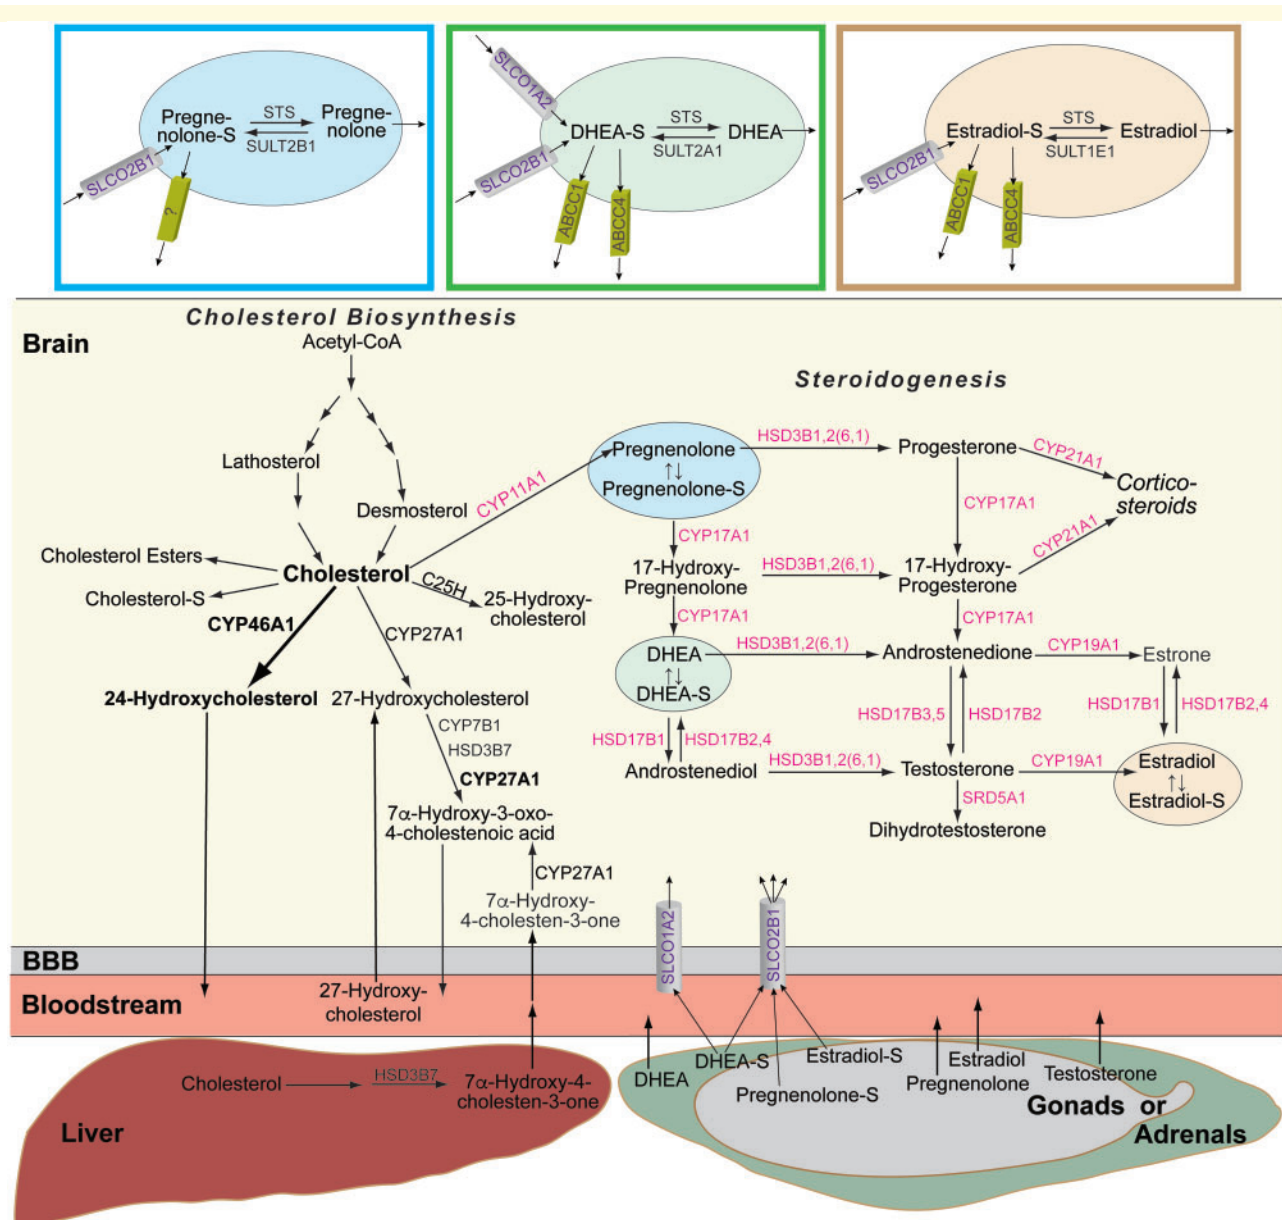 Pregne-
nolone-S
STS
SULT2B1
Pregne-
nolone
SLCO2B1
?
SLCO1A2
SLCO2B1
DHEA-S
STS
SULT2A1
DHEA
ABCC1
ABCC4
Estradiol-S
STS
SULT1E1
Estradiol
SLCO2B1
ABCC1
ABCC4
Brain
Cholesterol Biosynthesis
Acetyl-CoA
Lathosterol
Desmosterol
Cholesterol Esters
Cholesterol
Cholesterol-S
C25H
25-Hydroxy-
cholesterol
CYP11A1
CYP46A1
CYP27A1
24-Hydroxycholesterol
27-Hydroxycholesterol
CYP7B1
HSD3B7
CYP27A1
7α-Hydroxy-3-oxo-
4-cholestenoic acid
CYP27A1
7α-Hydroxy-
4-cholesten-3-one
Steroidogenesis
Pregnenolone
↑↓
Pregnenolone-S
HSD3B1,2(6,1)
Progesterone
CYP21A1
Cortico-
steroids
CYP17A1
CYP17A1
CYP21A1
17-Hydroxy-
Pregnenolone
HSD3B1,2(6,1)
17-Hydroxy-
Progesterone
CYP17A1
CYP17A1
DHEA
↑↓
DHEA-S
HSD3B1,2(6,1)
Androstenedione
CYP19A1
Estrone
HSD17B1
HSD17B2,4
HSD17B3,5
HSD17B2
HSD17B1
HSD17B2,4
Androstenediol
HSD3B1,2(6,1)
Testosterone
CYP19A1
Estradiol
↑↓
Estradiol-S
SRD5A1
Dihydrotestosterone
SLCO1A2
SLCO2B1
BBB
Bloodstream
27-Hydroxy-
cholesterol
Cholesterol
HSD3B7
7α-Hydroxy-4-
cholesten-3-one
Liver
DHEA
DHEA-S
Pregnenolone-S
Estradiol-S
Estradiol
Pregnenolone
Testosterone
Gonads or
Adrenals